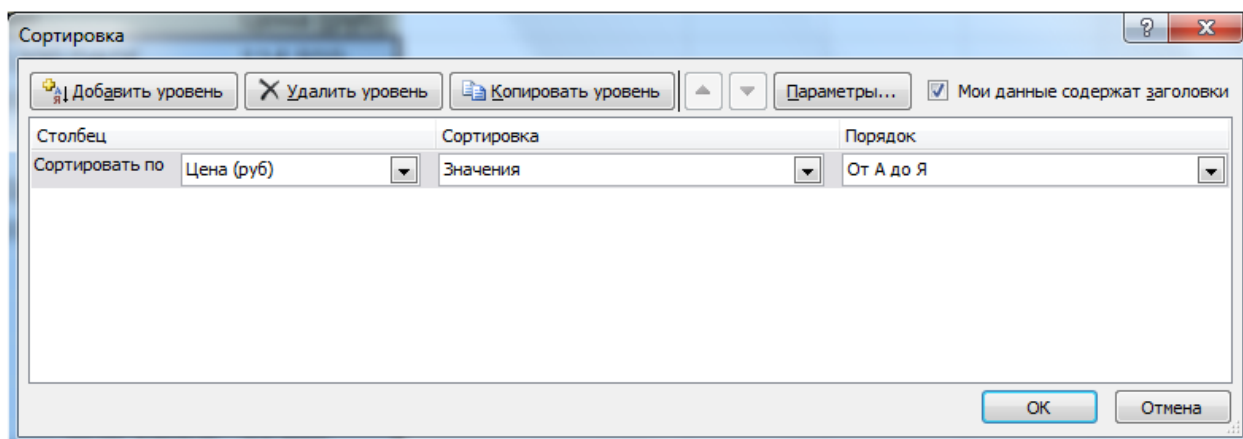 Сортировка
Добавить уровень Удалить уровень Копировать уровень Параметры... Мои данные содержат заголовки
Столбец Сортировка Порядок
Сортировать по Цена (руб) Значения От А до Я
ОК Отмена